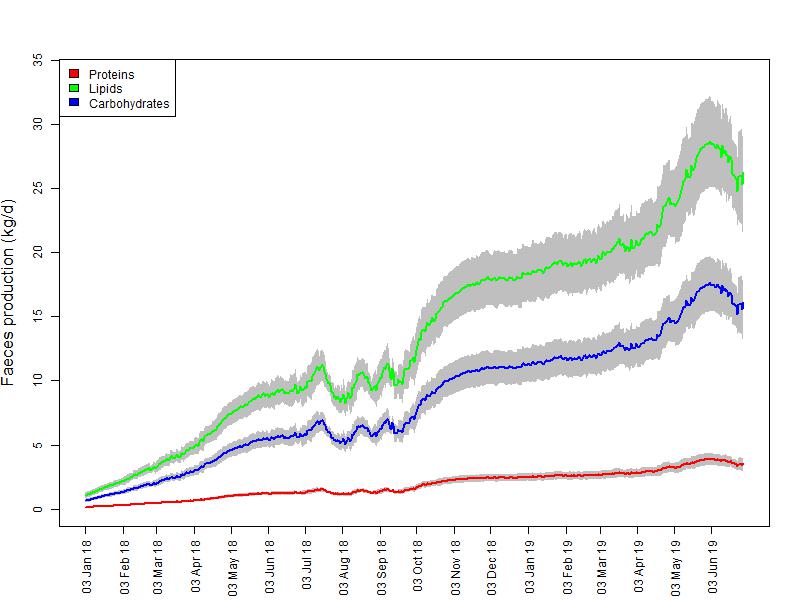 Proteins
Lipids
Carbohydrates
Faeces production (kg/d)
35
30
25
20
15
10
5
0
03 Jan 18
03 Feb 18
03 Mar 18
03 Apr 18
03 May 18
03 Jun 18
03 Jul 18
03 Aug 18
03 Sep 18
03 Oct 18
03 Nov 18
03 Dec 18
03 Jan 19
03 Feb 19
03 Mar 19
03 Apr 19
03 May 19
03 Jun 19